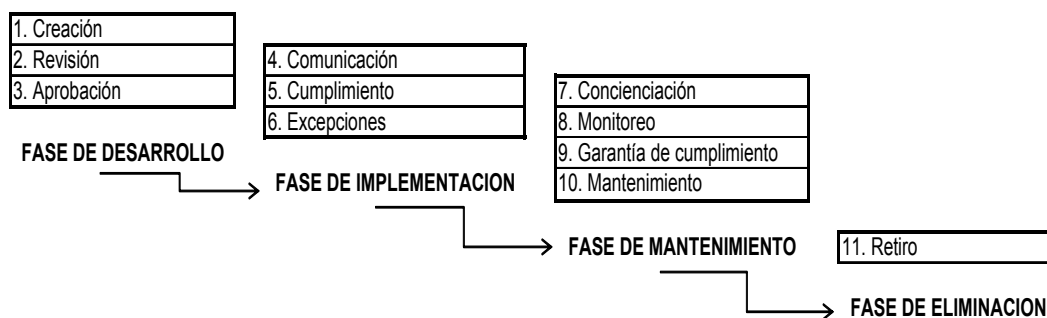 1. Creación
2. Revisión
3. Aprobación
FASE DE DESARROLLO
4. Comunicación
5. Cumplimiento
6. Excepciones
FASE DE IMPLEMENTACION
7. Concienciación
8. Monitoreo
9. Garantía de cumplimiento
10. Mantenimiento
FASE DE MANTENIMIENTO
11. Retiro
FASE DE ELIMINACION